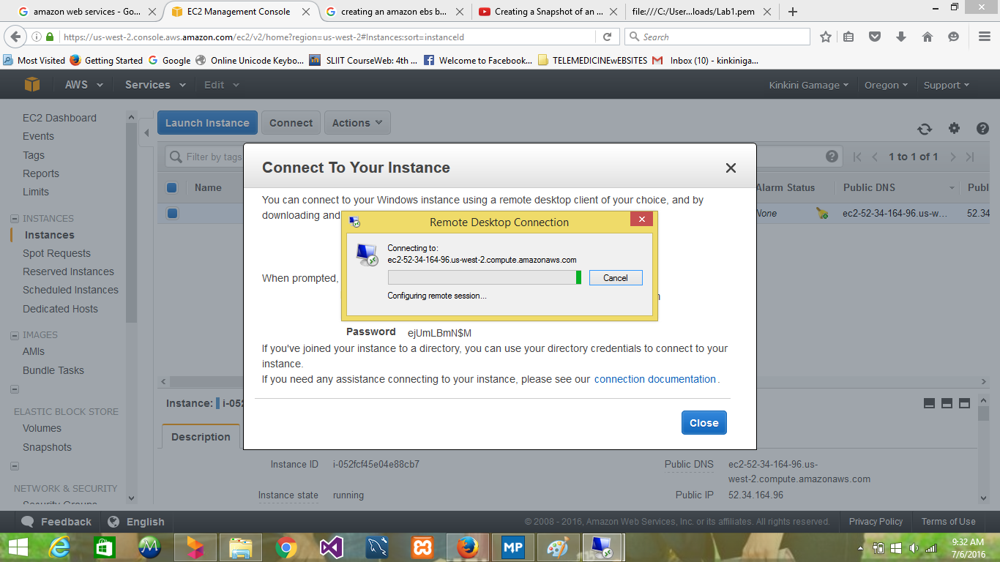 amazon web services - Go...
EC2 Management Console
creating an amazon ebs b...
Creating a Snapshot of an ...
file:///C:/User...loads/Lab1.pem
https://us-west-2.console.aws.amazon.com/ec2/v2/home?region=us-west-2#Instances:sort=instanceId
Search
Most Visited
Getting Started
Google
Online Unicode Keybo...
SLIIT CourseWeb: 4th ...
Welcome to Facebook...
TELEMEDICINEwEBSITES
Inbox (10) - kinkiniga...
AWS
Services
Edit
Kinkini Gamage
Oregon
Support
EC2 Dashboard
Events
Tags
Reports
Limits
INSTANCES
Instances
Spot Requests
Reserved Instances
Scheduled Instances
Dedicated Hosts
IMAGES
AMIs
Bundle Tasks
ELASTIC BLOCK STORE
Volumes
Snapshots
NETWORK & SECURITY
Security Groups
Launch Instance
Connect
Actions
Filter by tags
1 to 1 of 1
Name
Alarm Status
Public DNS
Publ
None
ec2-52-34-164-96.us-w...
52.34
Connect To Your Instance
You can connect to your Windows instance using a remote desktop client of your choice, and by
downloading and
When prompted,
Remote Desktop Connection
Connecting to:
ec2-52-34-164-96.us-west-2.compute.amazonaws.com
Cancel
Configuring remote session...
Password ejUmLBmN$M
If you've joined your instance to a directory, you can use your directory credentials to connect to your
instance.
If you need any assistance connecting to your instance, please see our connection documentation.
Close
Instance: i-052
Description
Instance ID i-052fcf45e04e88cb7
Public DNS ec2-52-34-164-96.us-
west-2.compute.amazonaws.com
Instance state running
Public IP 52.34.164.96
Feedback
English
© 2008 - 2016, Amazon Web Services, Inc. or its affiliates. All rights reserved.
Privacy Policy
Terms of Use
MP
9:32 AM
7/6/2016